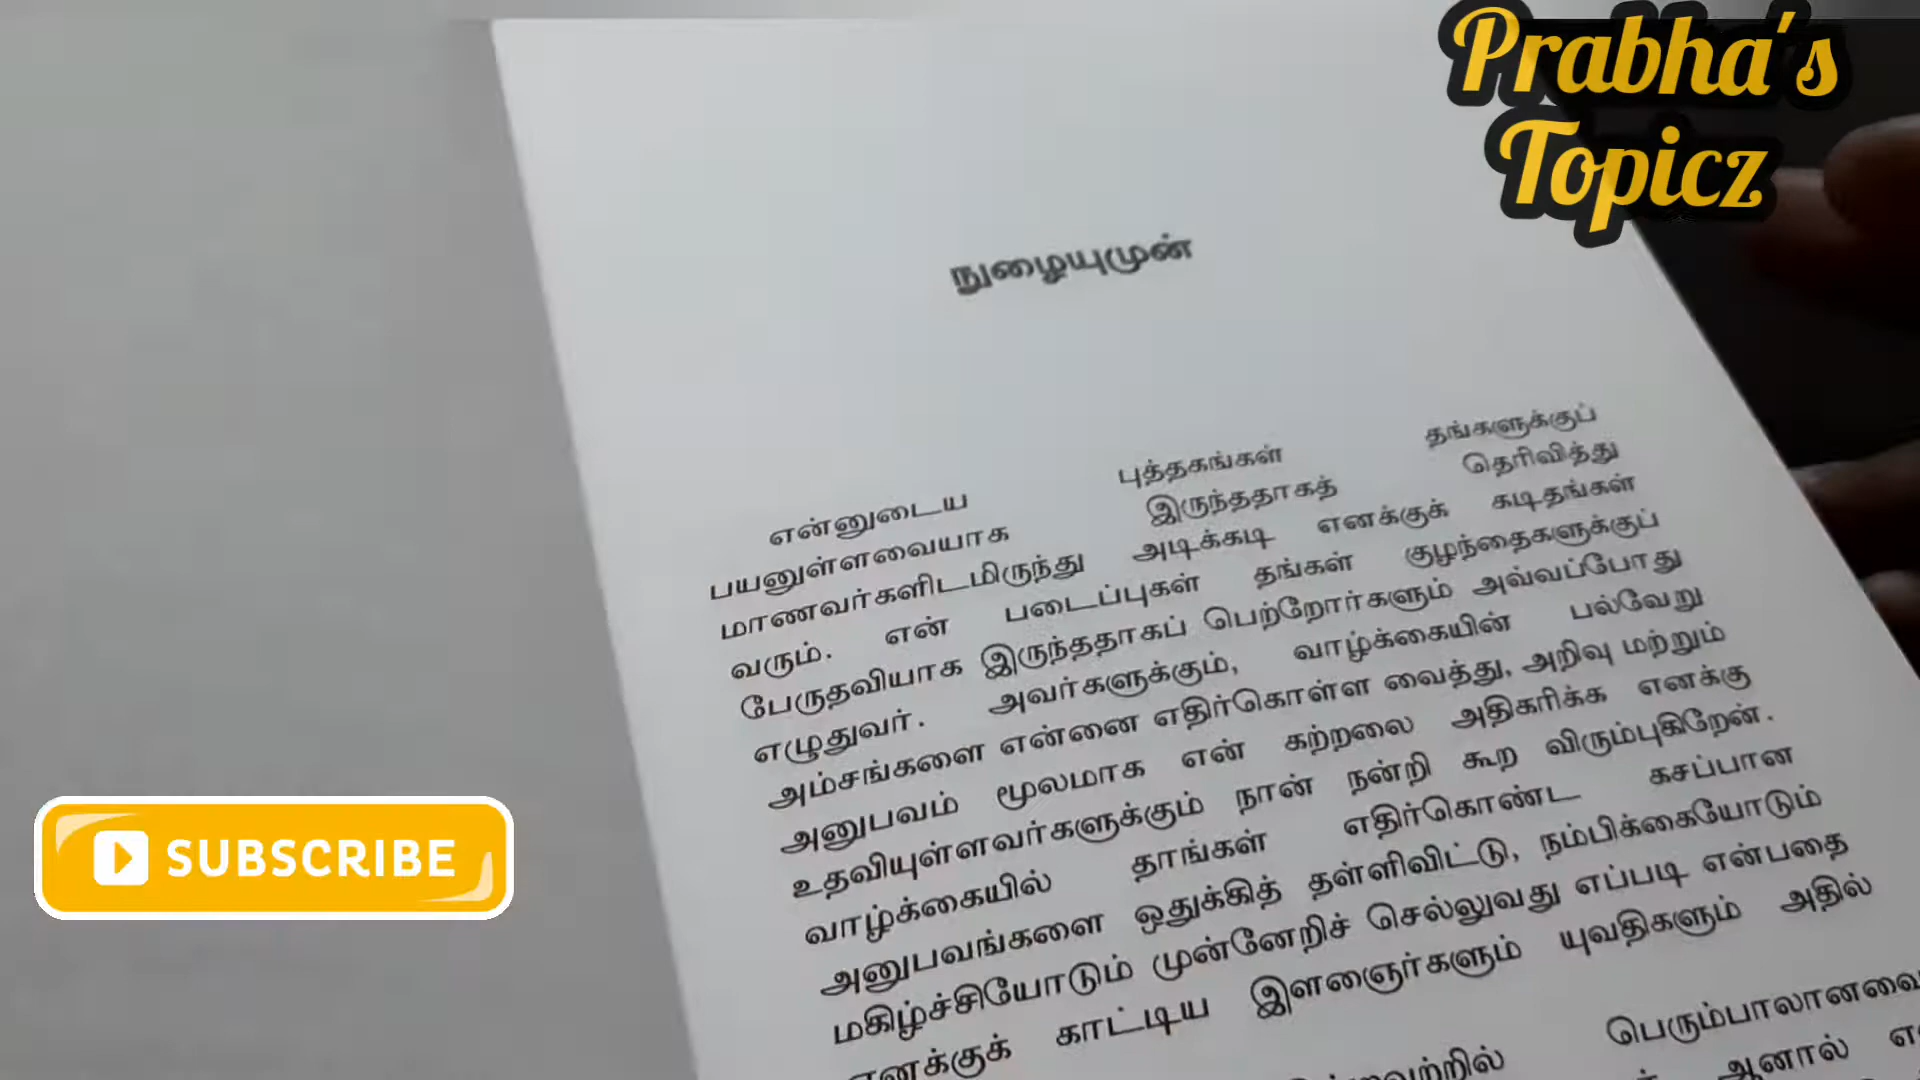 Prabha's
Topicz
நுழையுமுன்
என்னுடைய புத்தகங்கள் தங்களுக்குப்
பயனுள்ளவையாக இருந்ததாகத் தெரிவித்து
மாணவர்களிடமிருந்து அடிக்கடி எனக்குக் கடிதங்கள்
வரும். என் படைப்புகள் தங்கள் குழந்தைகளுக்குப்
பேருதவியாக இருந்ததாகப் பெற்றோர்களும் அவ்வப்போது
எழுதுவர். அவர்களுக்கும், வாழ்க்கையின் பல்வேறு
அம்சங்களை என்னை எதிர்கொள்ள வைத்து, அறிவு மற்றும்
அனுபவம் மூலமாக என் கற்றலை அதிகரிக்க எனக்கு
உதவியுள்ளவர்களுக்கும் நான் நன்றி கூற விரும்புகிறேன்.
வாழ்க்கையில் தாங்கள் எதிர்கொண்ட கசப்பான
அனுபவங்களை ஒதுக்கித் தள்ளிவிட்டு, நம்பிக்கையோடும்
மகிழ்ச்சியோடும் முன்னேறிச் செல்லுவது எப்படி என்பதை
எனக்குக் காட்டிய இளைஞர்களும் யுவதிகளும் அதில்
பெரும்பாலானவை
ஆனால்
SUBSCRIBE